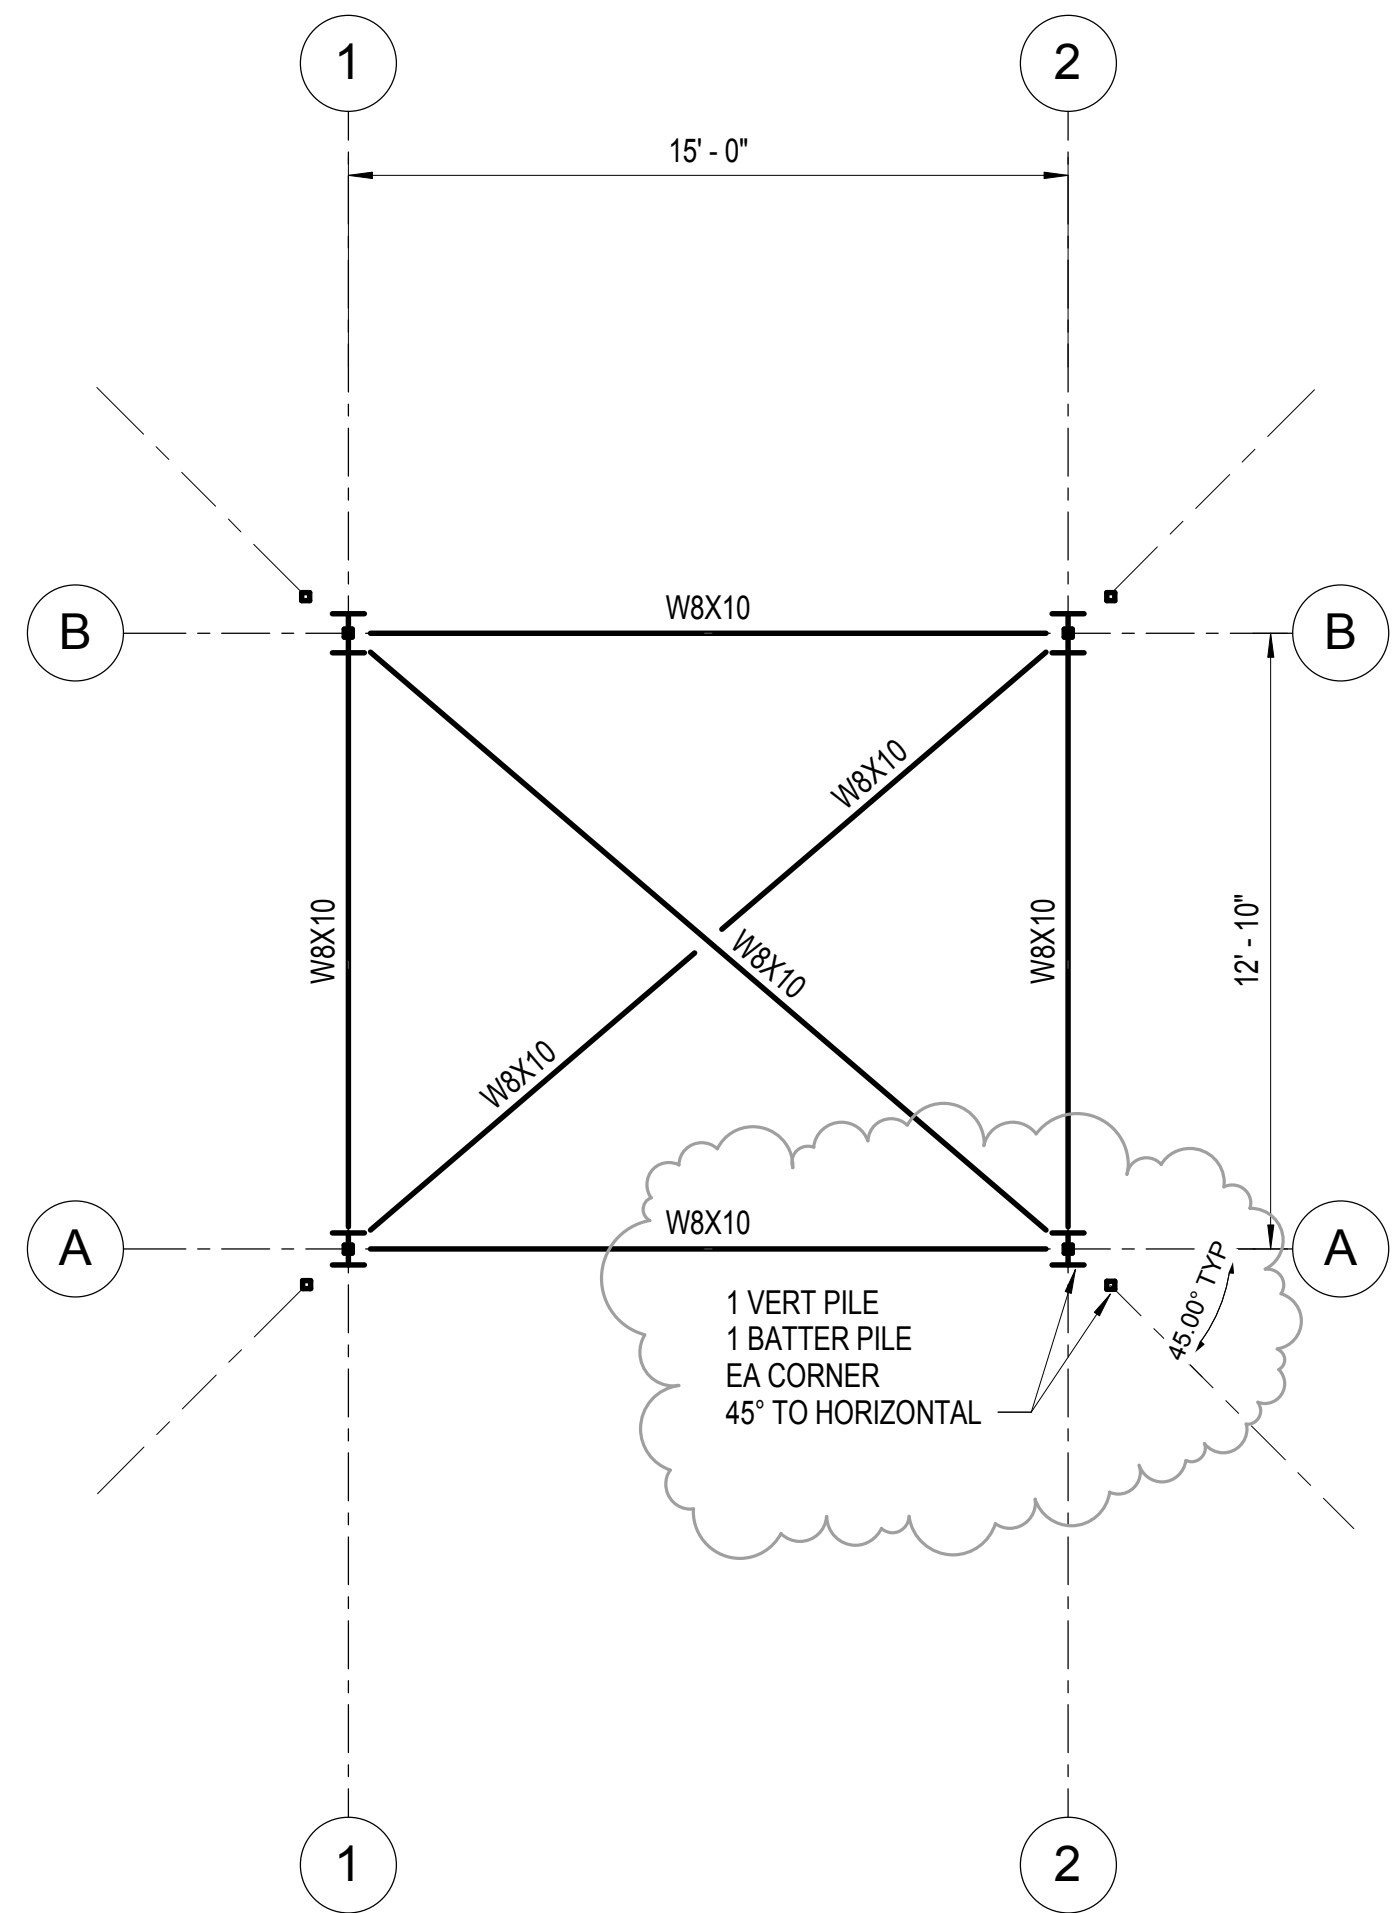 1
2
15' - 0"
B
W8X10
B
W8X10
W8X10
W8X10
W8X10
12' - 10"
W8X10
A
W8X10
A
45.00° TYP
1 VERT PILE
1 BATTER PILE
EA CORNER
45° TO HORIZONTAL
1
2